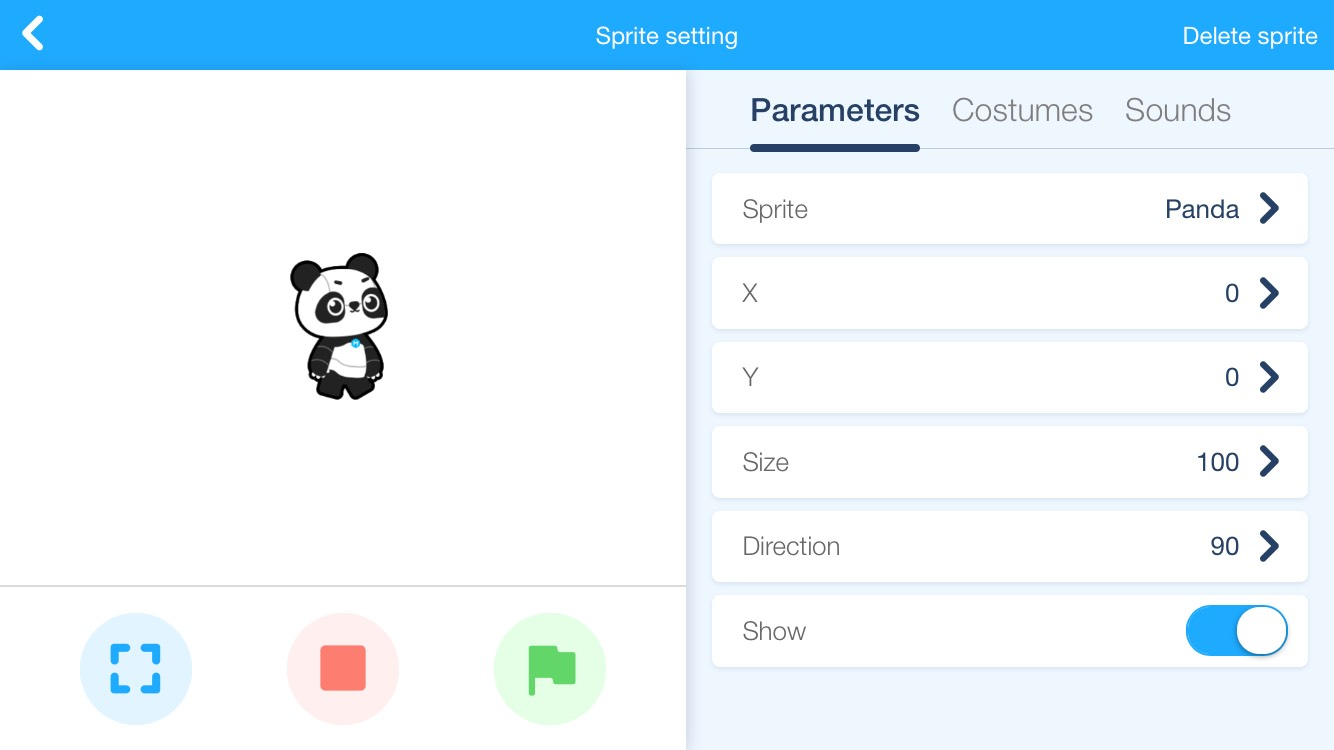 Sprite setting
Delete sprite
Parameters
Costumes
Sounds
Sprite
Panda
X
0
Y
0
Size
100
Direction
90
Show